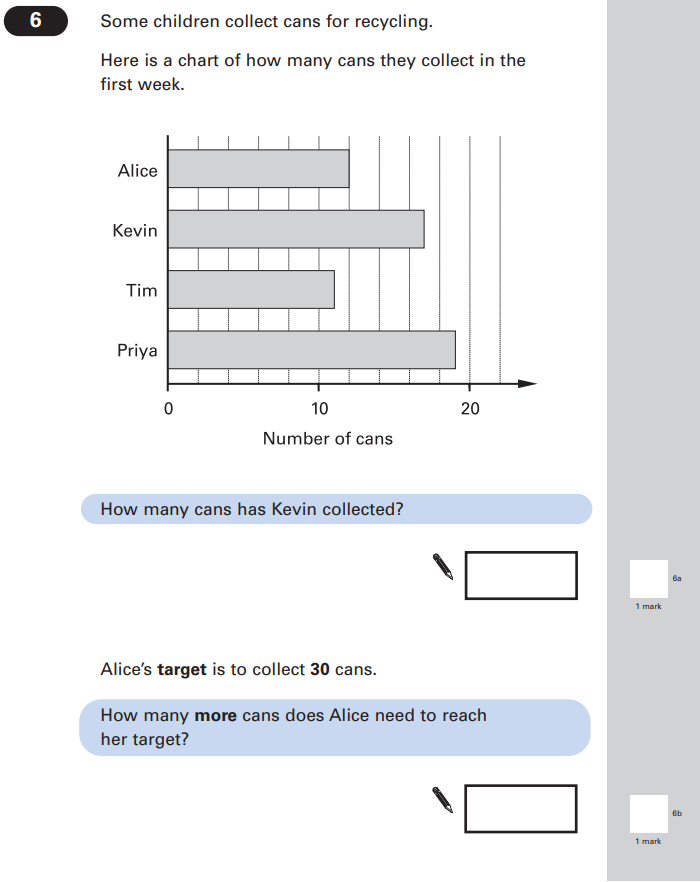 6
Some children collect cans for recycling.
Here is a chart of how many cans they collect in the
first week.
Alice
Kevin
Tim
Priya
0 10 20
Number of cans
How many cans has Kevin collected?
6a
1 mark
Alice’s target is to collect 30 cans.
How many more cans does Alice need to reach
her target?
6b
1 mark